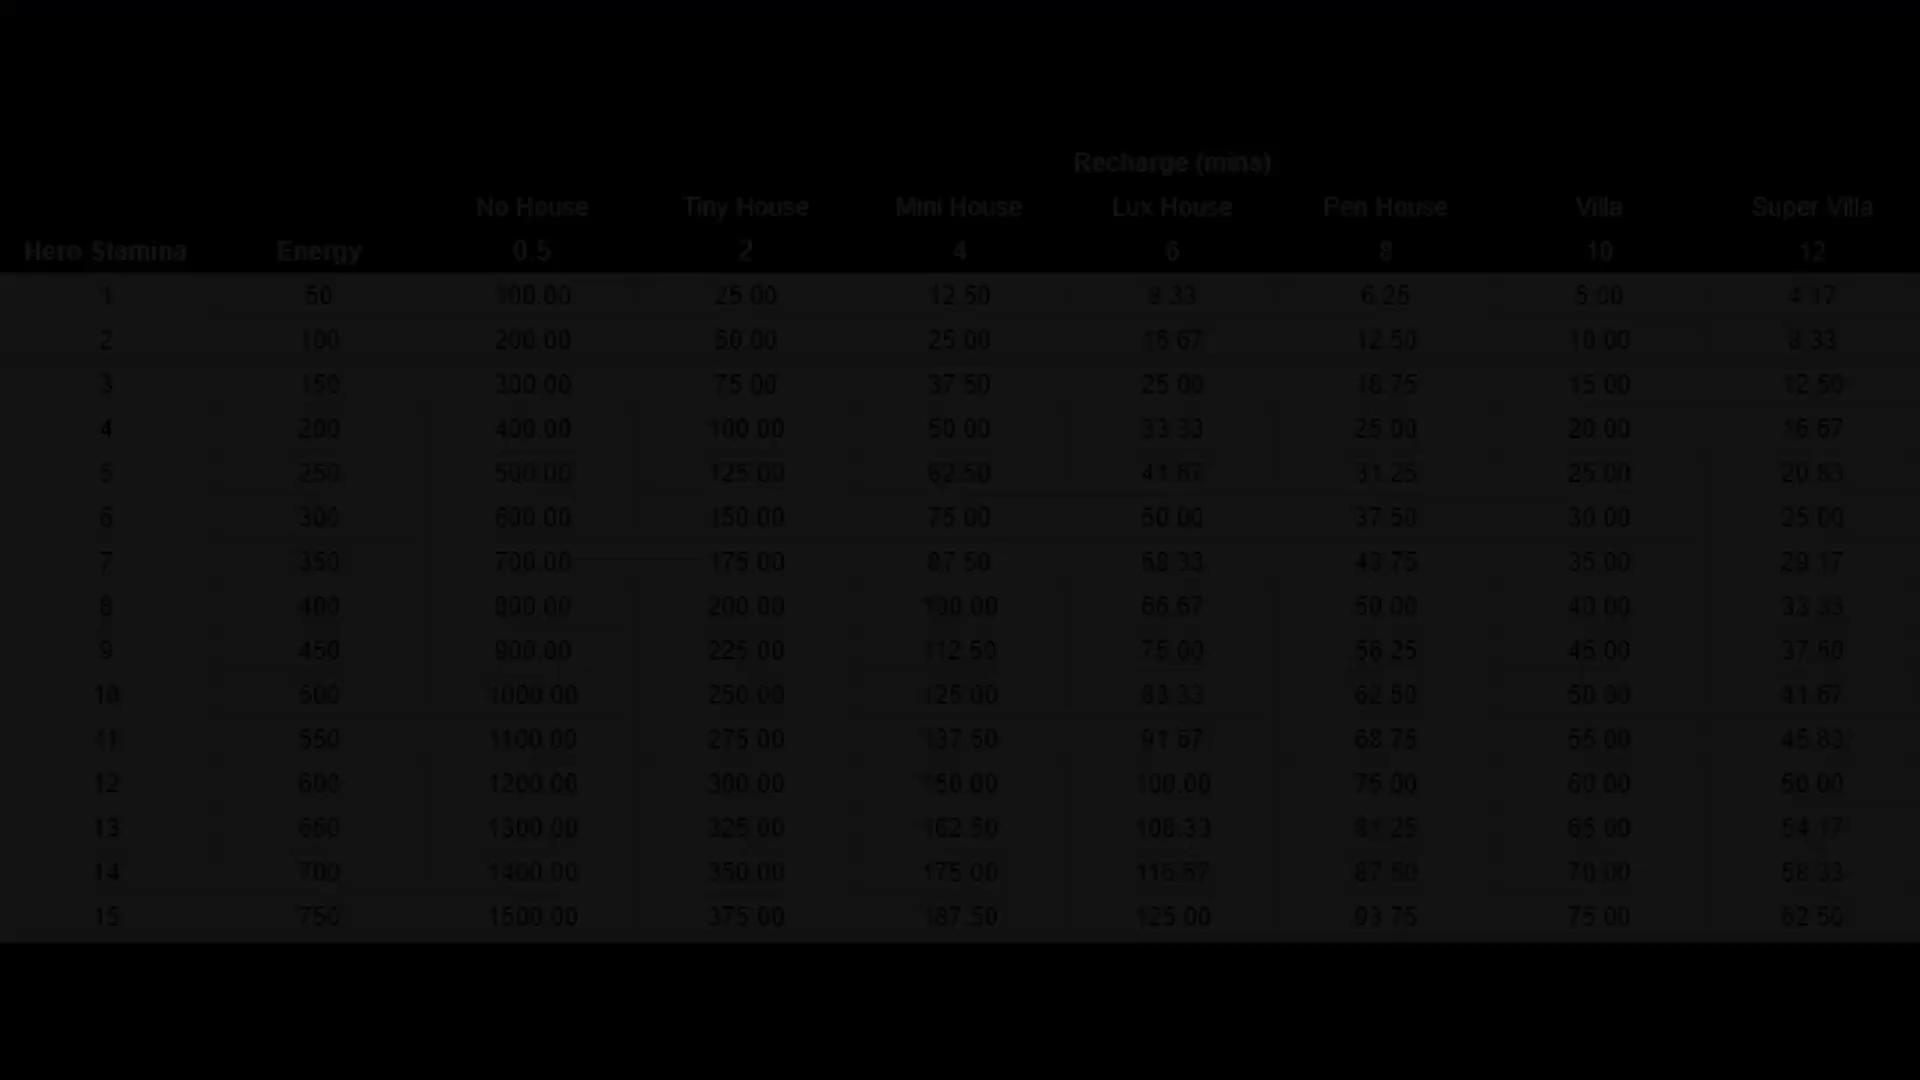 Recharge (mins)
No House Tiny House Mini House Lux House Pen House Villa Super Villa
Hero Stamina Energy 0.5 2 4 6 8 10 12
1 50 100.00 25.00 12.50 8.33 6.25 5.00 4.17
2 100 200.00 50.00 25.00 16.67 12.50 10.00 8.33
3 150 300.00 75.00 37.50 25.00 18.75 15.00 12.50
4 200 400.00 100.00 50.00 33.33 25.00 20.00 16.67
5 250 500.00 125.00 62.50 41.67 31.25 25.00 20.83
6 300 600.00 150.00 75.00 50.00 37.50 30.00 25.00
7 350 700.00 175.00 87.50 58.33 43.75 35.00 29.17
8 400 800.00 200.00 100.00 66.67 50.00 40.00 33.33
9 450 900.00 225.00 112.50 75.00 56.25 45.00 37.50
10 500 1000.00 250.00 125.00 83.33 62.50 50.00 41.67
11 550 1100.00 275.00 137.50 91.67 68.75 55.00 45.83
12 600 1200.00 300.00 150.00 100.00 75.00 60.00 50.00
13 650 1300.00 325.00 162.50 108.33 81.25 65.00 54.17
14 700 1400.00 350.00 175.00 116.67 87.50 70.00 58.33
15 750 1500.00 375.00 187.50 125.00 93.75 75.00 62.50